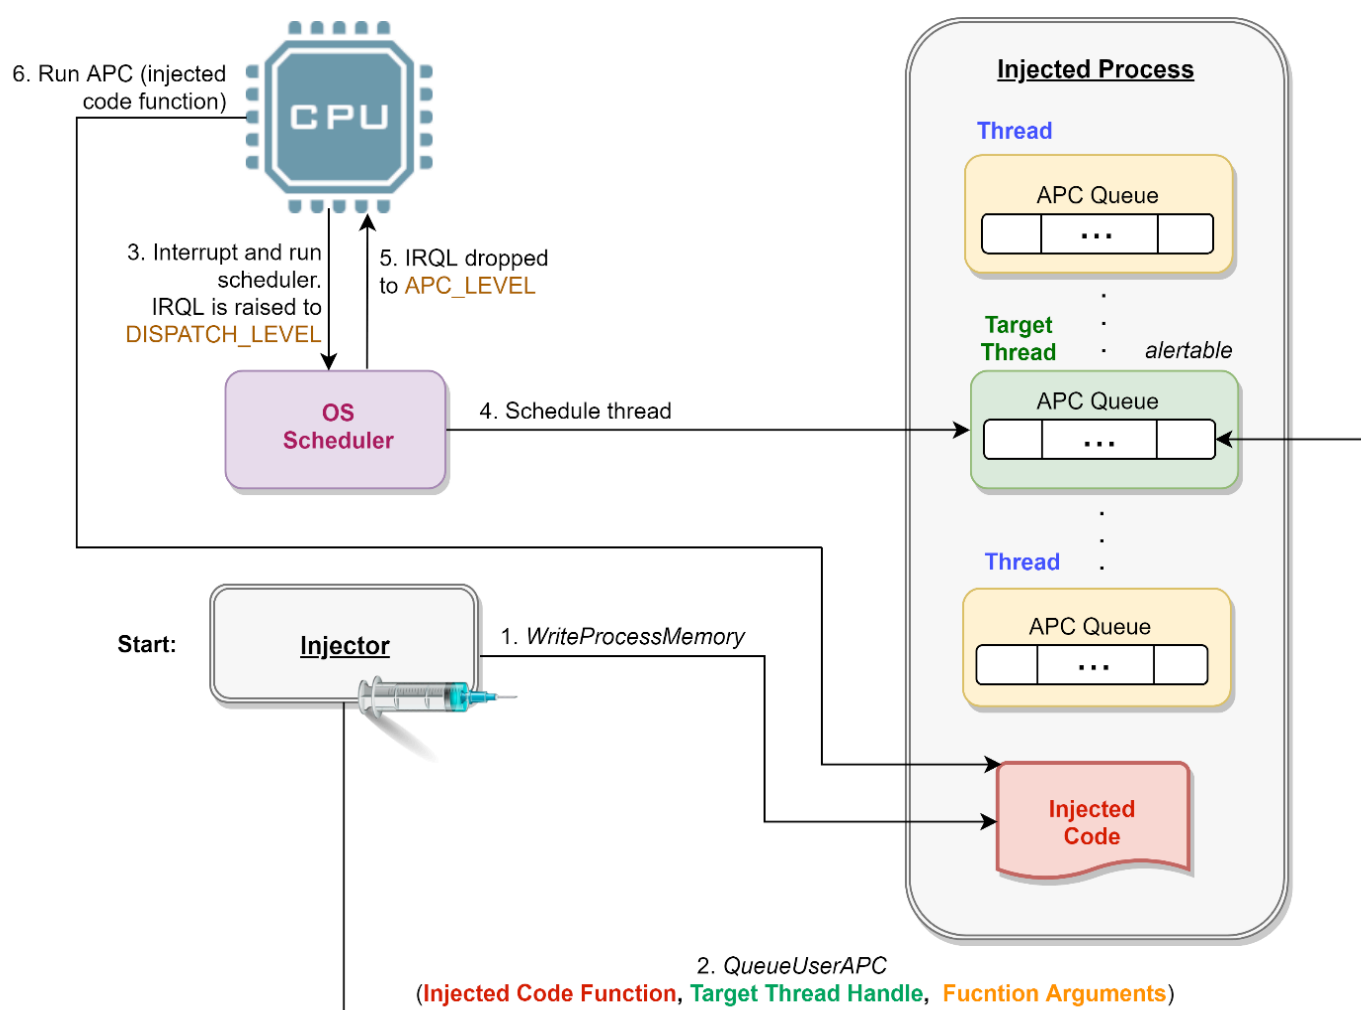 6. Run APC (injected
code function)
CPU
3. Interrupt and run
scheduler.
IRQL is raised to
DISPATCH_LEVEL
5. IRQL dropped
to APC_LEVEL
OS
Scheduler
4. Schedule thread
Injected Process
Thread
APC Queue
...
Target
Thread
alertable
APC Queue
...
Thread
APC Queue
...
Start:
Injector
1. WriteProcessMemory
Injected
Code
2. QueueUserAPC
(Injected Code Function, Target Thread Handle, Fucntion Arguments)